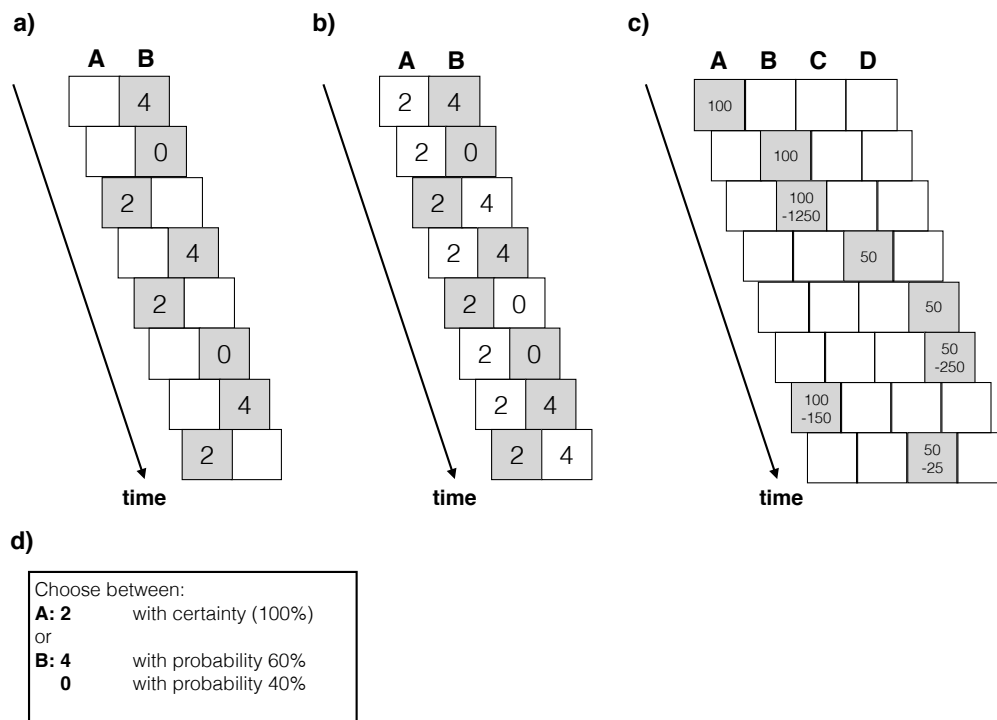 a)
A B
4
0
2
4
2
0
4
2
time
b)
A B
2 4
2 0
2 4
2 4
2 0
2 0
2 4
2 4
time
c)
A B C D
100
100
100
-1250
50
50
50
-250
100
-150
50
-25
time
d)
Choose between:
A: 2 with certainty (100%)
or
B: 4 with probability 60%
0 with probability 40%